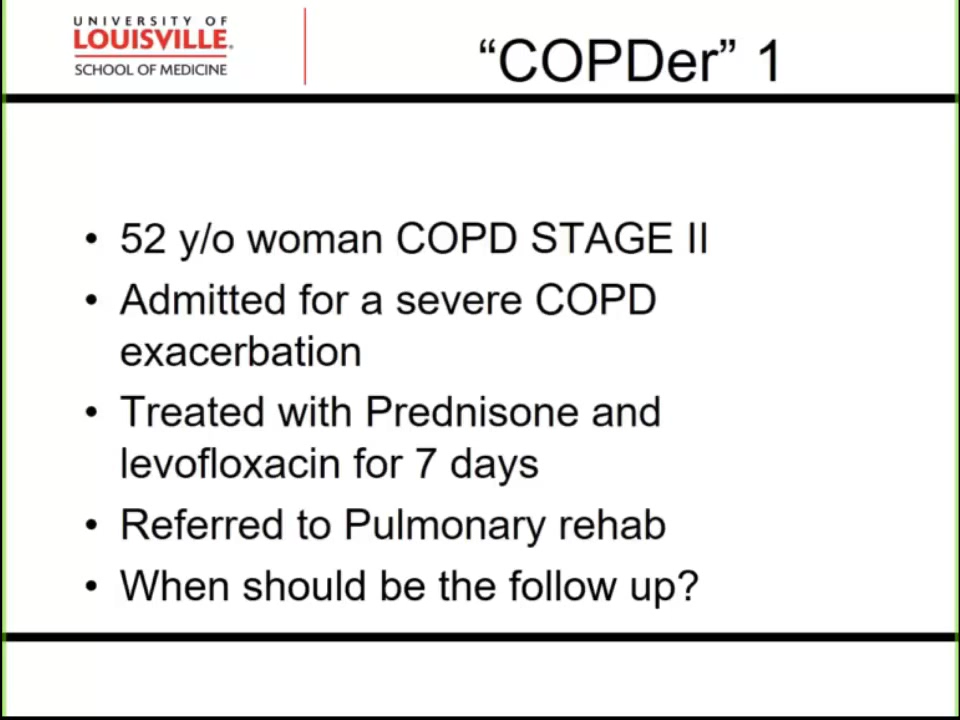 UNIVERSITY OF
LOUISVILLE.
SCHOOL OF MEDICINE
“COPDer” 1
• 52 y/o woman COPD STAGE II
• Admitted for a severe COPD
exacerbation
• Treated with Prednisone and
levofloxacin for 7 days
• Referred to Pulmonary rehab
• When should be the follow up?